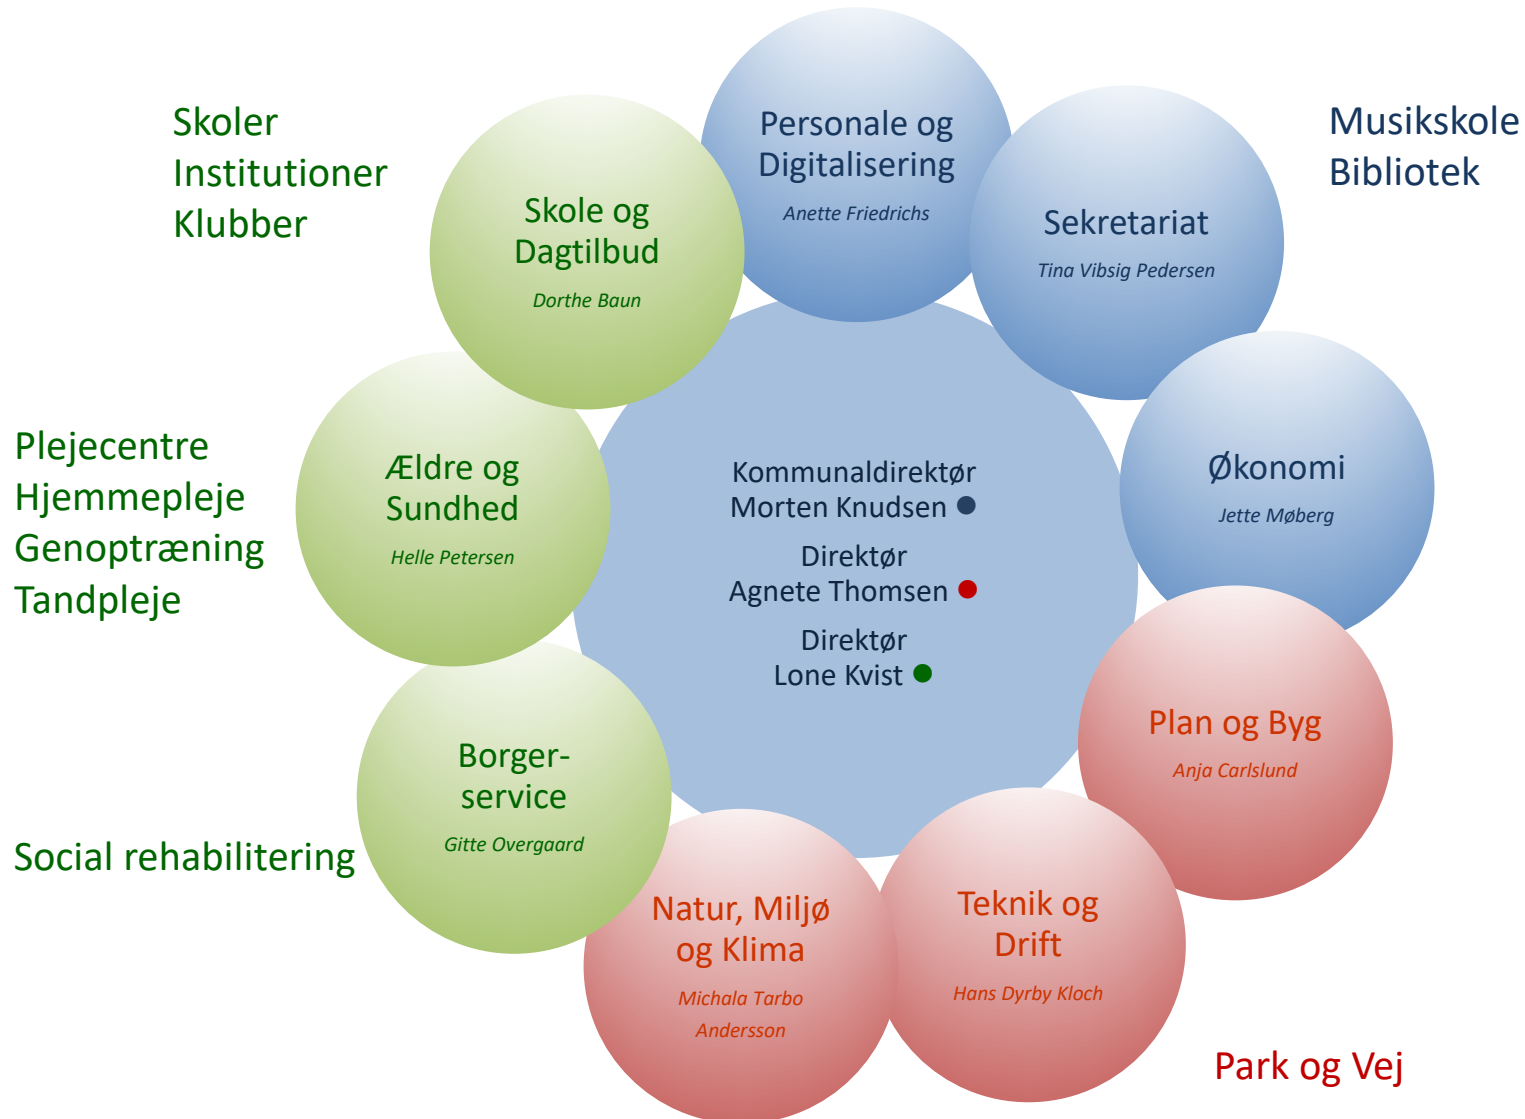 Personale og
Digitalisering
Anette Friedrichs
Sekretariat
Tina Vibsig Pedersen
Musikskole
Bibliotek
Økonomi
Jette Møberg
Plan og Byg
Anja Carlslund
Teknik og
Drift
Hans Dyrby Kloch
Park og Vej
Natur, Miljø
og Klima
Michala Tarbo
Andersson
Borger-
service
Gitte Overgaard
Social rehabilitering
Ældre og
Sundhed
Helle Petersen
Plejecentre
Hjemmepleje
Genoptræning
Tandpleje
Skole og
Dagtilbud
Dorthe Baun
Skoler
Institutioner
Klubber
Kommunaldirektør
Morten Knudsen
Direktør
Agnete Thomsen
Direktør
Lone Kvist